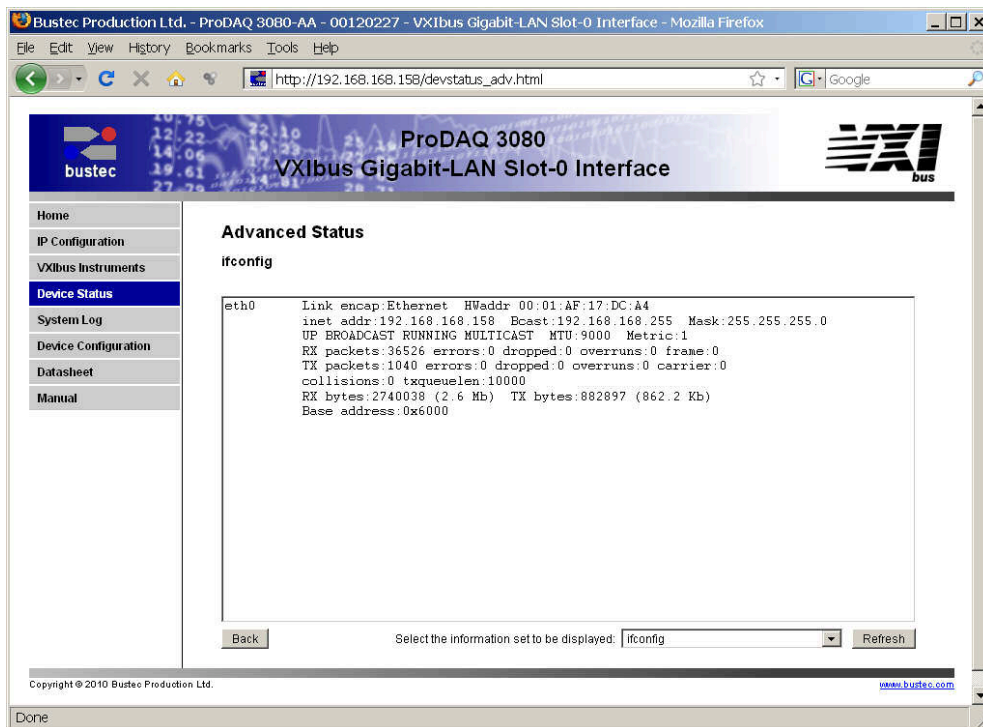 Bustec Production Ltd. - ProDAQ 3080-AA - 00120227 - VXIbus Gigabit-LAN Slot-0 Interface - Mozilla Firefox
File Edit View History Bookmarks Tools Help
http://192.168.168.158/devstatus_adv.html
G Google
bustec
ProDAQ 3080
VXIbus Gigabit-LAN Slot-0 Interface
VXI
bus
Home
IP Configuration
VXIbus Instruments
Device Status
System Log
Device Configuration
Datasheet
Manual
Advanced Status
ifconfig
eth0 Link encap:Ethernet HWaddr 00:01:AF:17:DC:A4
inet addr:192.168.168.158 Bcast:192.168.168.255 Mask:255.255.255.0
UP BROADCAST RUNNING MULTICAST MTU:9000 Metric:1
RX packets:36526 errors:0 dropped:0 overruns:0 frame:0
TX packets:1040 errors:0 dropped:0 overruns:0 carrier:0
collisions:0 txqueuelen:10000
RX bytes:2740038 (2.6 Mb) TX bytes:882897 (862.2 Kb)
Base address:0x6000
Back Select the information set to be displayed: ifconfig Refresh
Copyright © 2010 Bustec Production Ltd. www.bustec.com
Done